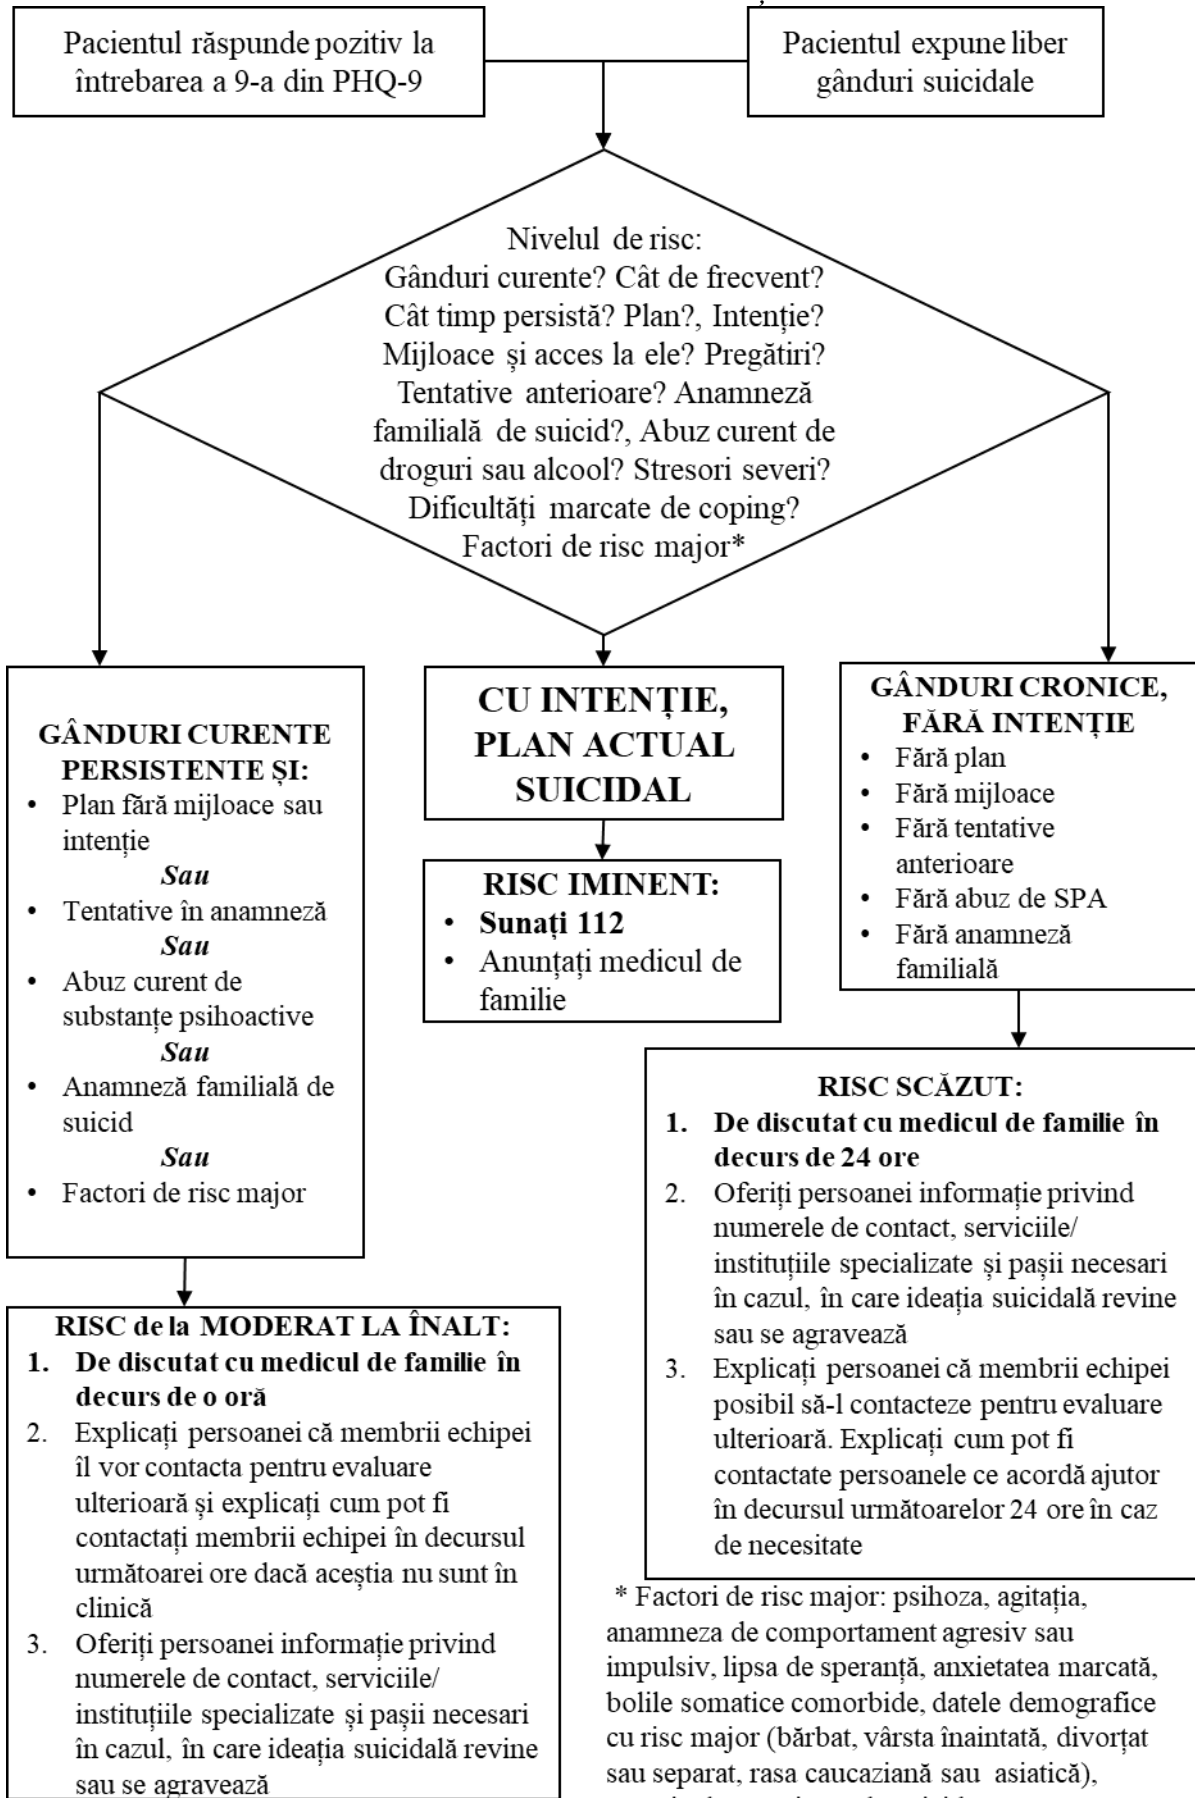 Pacientul răspunde pozitiv la
întrebarea a 9-a din PHQ-9
Pacientul expune liber
gânduri suicidale
Nivelul de risc:
Gânduri curente? Cât de frecvent?
Cât timp persistă? Plan?, Intenție?
Mijloace și acces la ele? Pregătiri?
Tentative anterioare? Anamneză
familială de suicid?, Abuz curent de
droguri sau alcool? Stresori severi?
Dificultăți marcate de coping?
Factori de risc major*
GÂNDURI CURENTE
PERSISTENTE ȘI:
• Plan fără mijloace sau
intenție
Sau
• Tentative în anamneză
Sau
• Abuz curent de
substanțe psihoactive
Sau
• Anamneză familială de
suicid
Sau
• Factori de risc major
CU INTENȚIE,
PLAN ACTUAL
SUICIDAL
RISC IMINENT:
• Sunați 112
• Anunțați medicul de
familie
GÂNDURI CRONICE,
FĂRĂ INTENȚIE
• Fără plan
• Fără mijloace
• Fără tentative
anterioare
• Fără abuz de SPA
• Fără anamneză
familială
RISC SCĂZUT:
1. De discutat cu medicul de familie în
decurs de 24 ore
2. Oferiți persoanei informație privind
numerele de contact, serviciile/
instituțiile specializate și pașii necesari
în cazul, în care ideația suicidală revine
sau se agravează
3. Explicați persoanei că membrii echipei
posibil să-l contacteze pentru evaluare
ulterioară. Explicați cum pot fi
contactate persoanele ce acordă ajutor
în decursul următoarelor 24 ore în caz
de necesitate
RISC de la MODERAT LA ÎNALT:
1. De discutat cu medicul de familie în
decurs de o oră
2. Explicați persoanei că membrii echipei
îl vor contacta pentru evaluare
ulterioară și explicați cum pot fi
contactați membrii echipei în decursul
următoarei ore dacă aceștia nu sunt în
clinică
3. Oferiți persoanei informație privind
numerele de contact, serviciile/
instituțiile specializate și pașii necesari
în cazul, în care ideația suicidală revine
sau se agravează
* Factori de risc major: psihoza, agitația,
anamneza de comportament agresiv sau
impulsiv, lipsa de speranță, anxietatea marcată,
bolile somatice comorbide, datele demografice
cu risc major (bărbat, vârsta înaintată, divorțat
sau separat, rasa caucaziană sau asiatică),